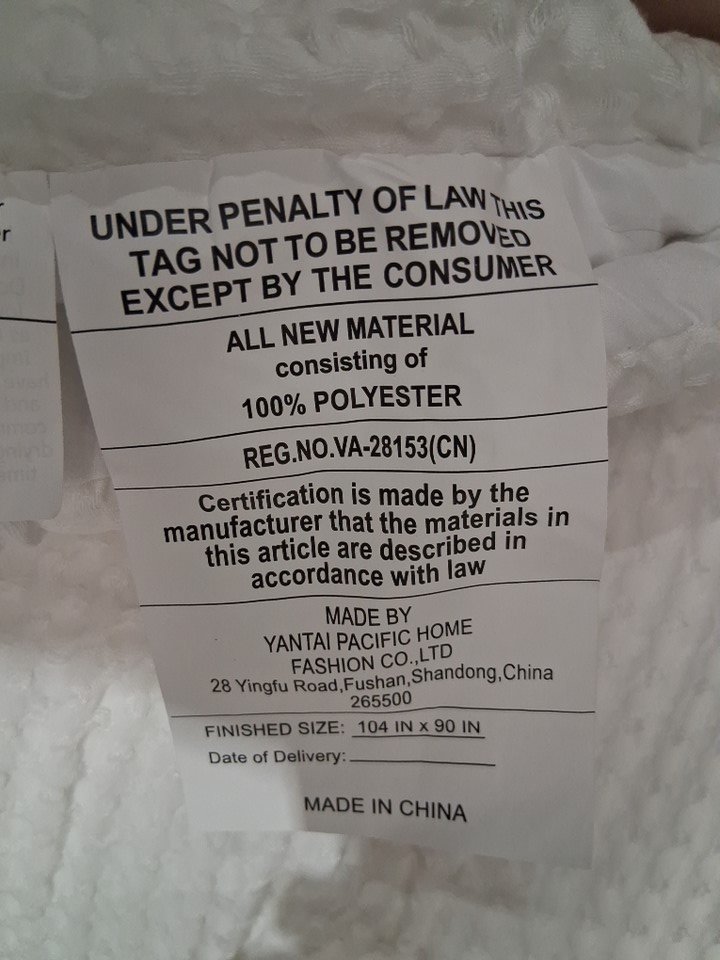 UNDER PENALTY OF LAW THIS
TAG NOT TO BE REMOVED
EXCEPT BY THE CONSUMER
ALL NEW MATERIAL
consisting of
100% POLYESTER
REG.NO.VA-28153(CN)
Certification is made by the
manufacturer that the materials in
this article are described in
accordance with law
MADE BY
YANTAI PACIFIC HOME
FASHION CO.,LTD
28 Yingfu Road,Fushan,Shandong,China
265500
FINISHED SIZE: 104 IN x 90 IN
Date of Delivery:
MADE IN CHINA